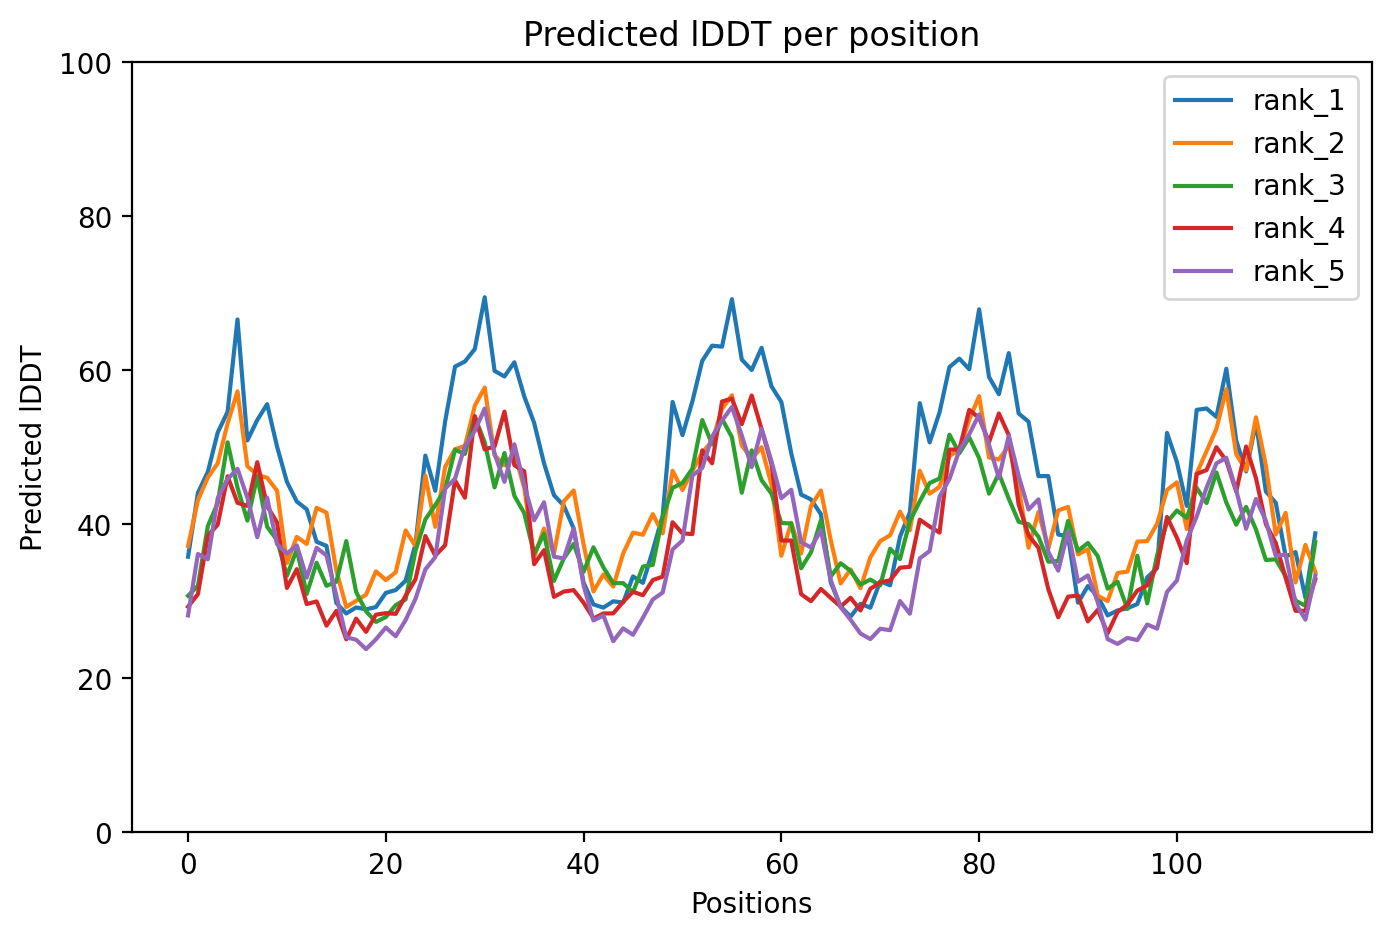 Predicted lDDT per position
100
80
60
40
20
0
Predicted lDDT
rank_1
rank_2
rank_3
rank_4
rank_5
0 20 40 60 80 100
Positions